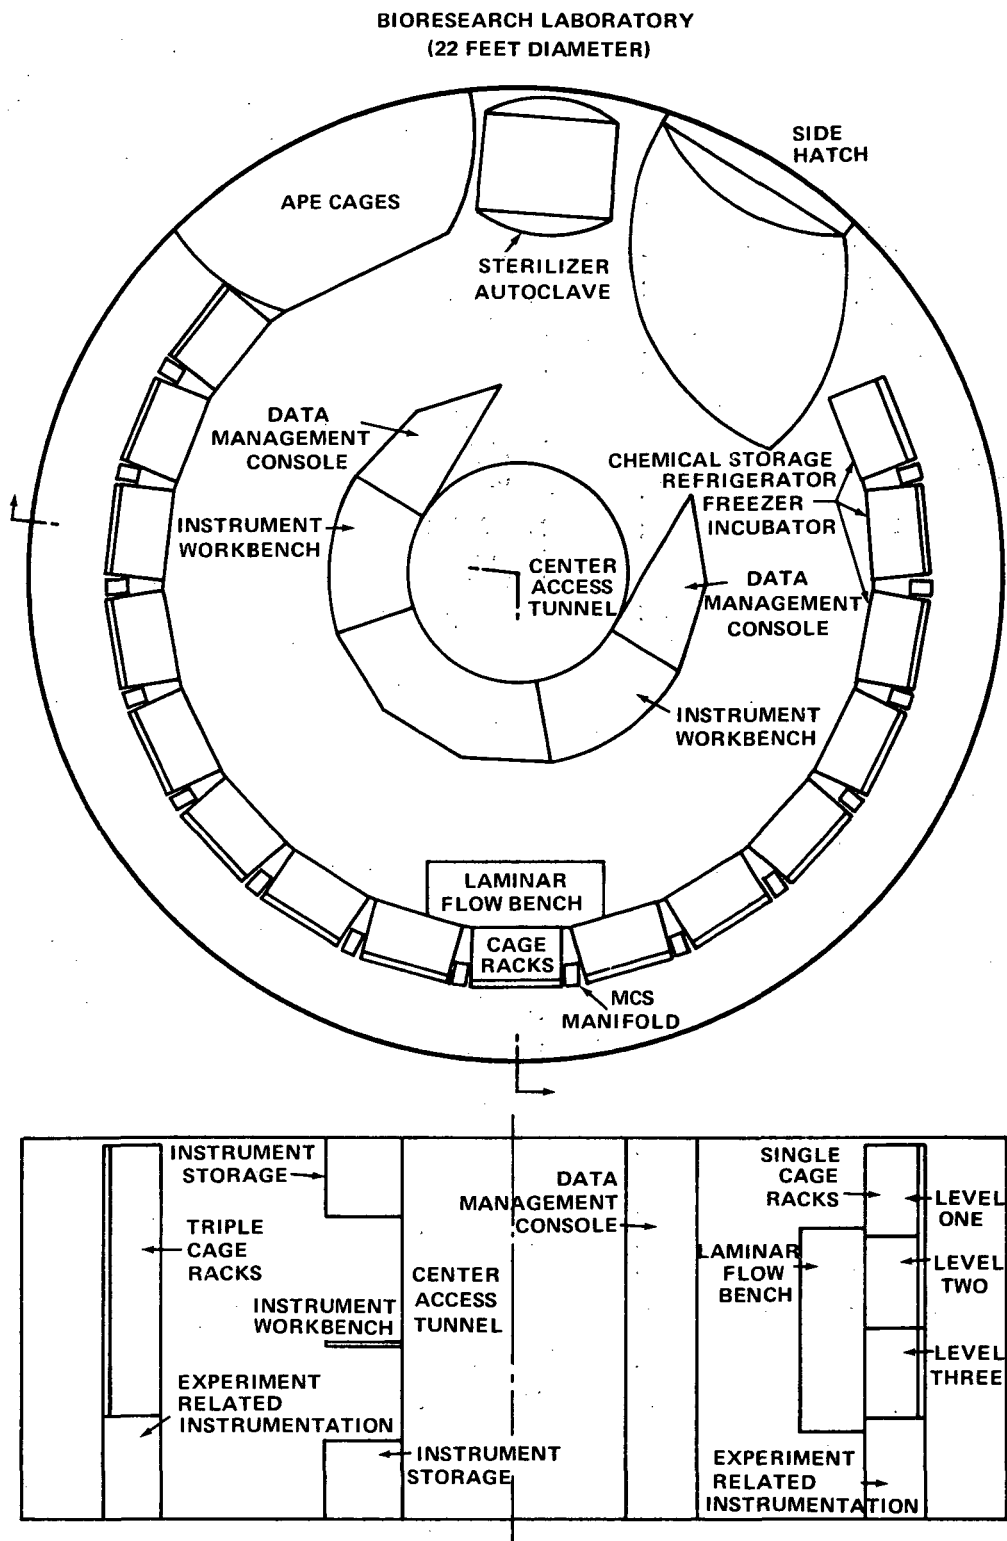 BIORESEARCH LABORATORY
(22 FEET DIAMETER)
SIDE
HATCH
APE CAGES
STERILIZER
AUTOCLAVE
DATA
MANAGEMENT
CONSOLE
CHEMICAL STORAGE
REFRIGERATOR
FREEZER
INCUBATOR
INSTRUMENT
WORKBENCH
CENTER
ACCESS
TUNNEL
DATA
MANAGEMENT
CONSOLE
INSTRUMENT
WORKBENCH
LAMINAR
FLOW BENCH
CAGE
RACKS
MCS
MANIFOLD
INSTRUMENT
STORAGE
TRIPLE
CAGE
RACKS
INSTRUMENT
WORKBENCH
EXPERIMENT
RELATED
INSTRUMENTATION
INSTRUMENT
STORAGE
CENTER
ACCESS
TUNNEL
DATA
MANAGEMENT
CONSOLE
SINGLE
CAGE
RACKS
LEVEL
ONE
LAMINAR
FLOW
BENCH
LEVEL
TWO
LEVEL
THREE
EXPERIMENT
RELATED
INSTRUMENTATION